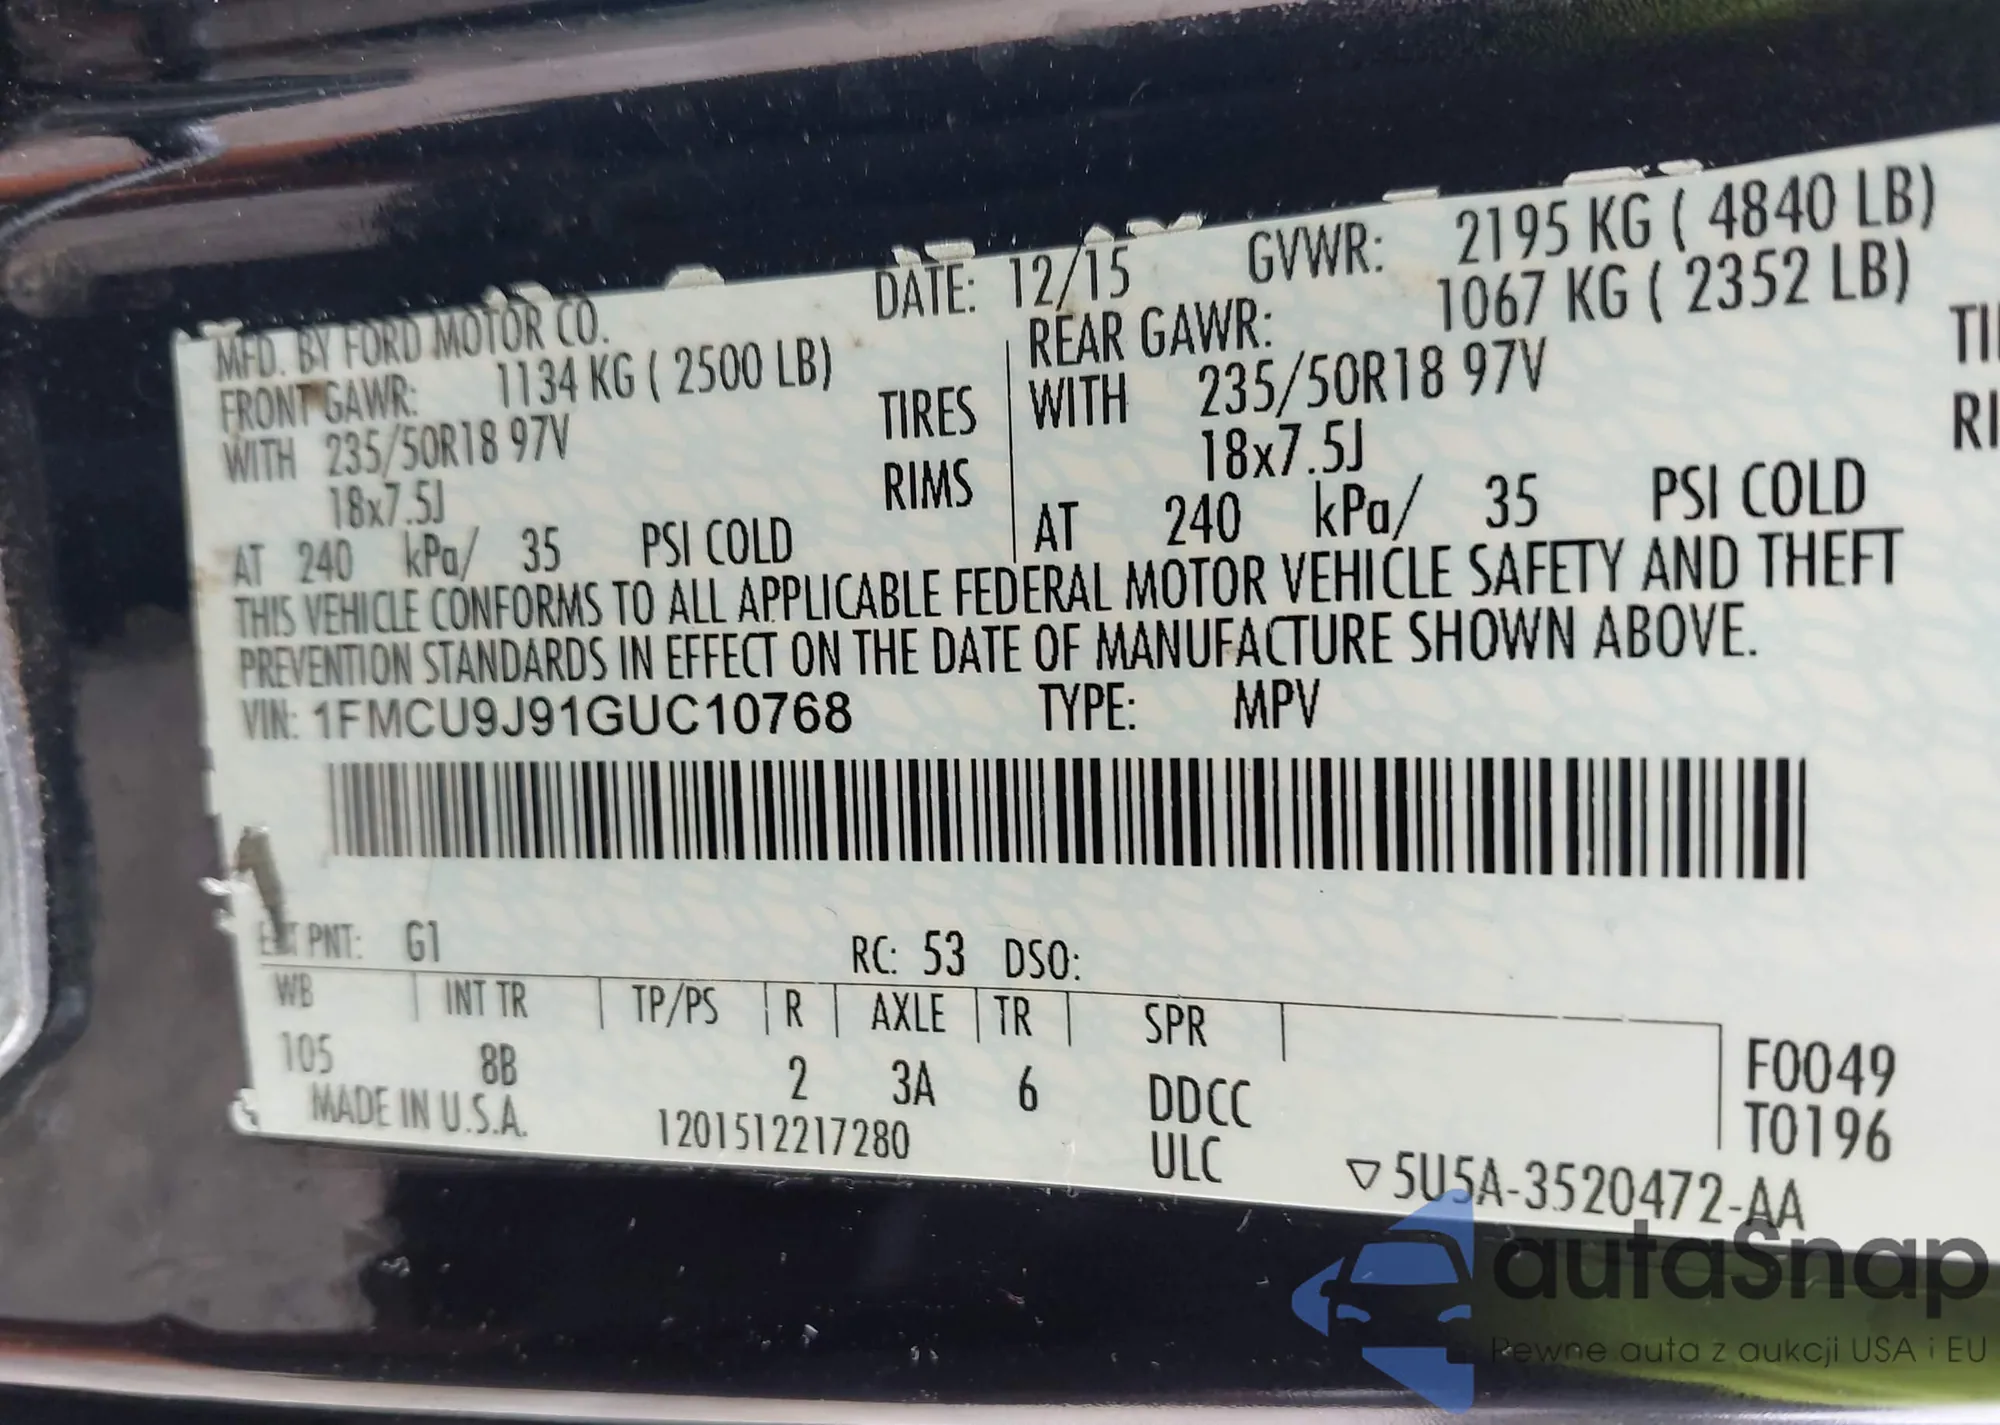 MFD. BY FORD MOTOR CO. DATE: 12/15 GVWR: 2195 KG ( 4840 LB)
FRONT GAWR: 1134 KG ( 2500 LB) REAR GAWR: 1067 KG ( 2352 LB)
WITH 235/50R18 97V TIRES WITH 235/50R18 97V
18x7.5J RIMS 18x7.5J
AT 240 kPa/ 35 PSI COLD AT 240 kPa/ 35 PSI COLD
THIS VEHICLE CONFORMS TO ALL APPLICABLE FEDERAL MOTOR VEHICLE SAFETY AND THEFT
PREVENTION STANDARDS IN EFFECT ON THE DATE OF MANUFACTURE SHOWN ABOVE.
VIN: 1FMCU9J91GUC10768 TYPE: MPV
EXT PNT: G1 RC: 53 DSO:
WB INT TR TP/PS R AXLE TR SPR
105 8B 2 3A 6 DDCC F0049
MADE IN U.S.A. 1201512217280 ULC T0196
5U5A-3520472-AA
autaSnap
Pewne auta z aukcji USA i EU